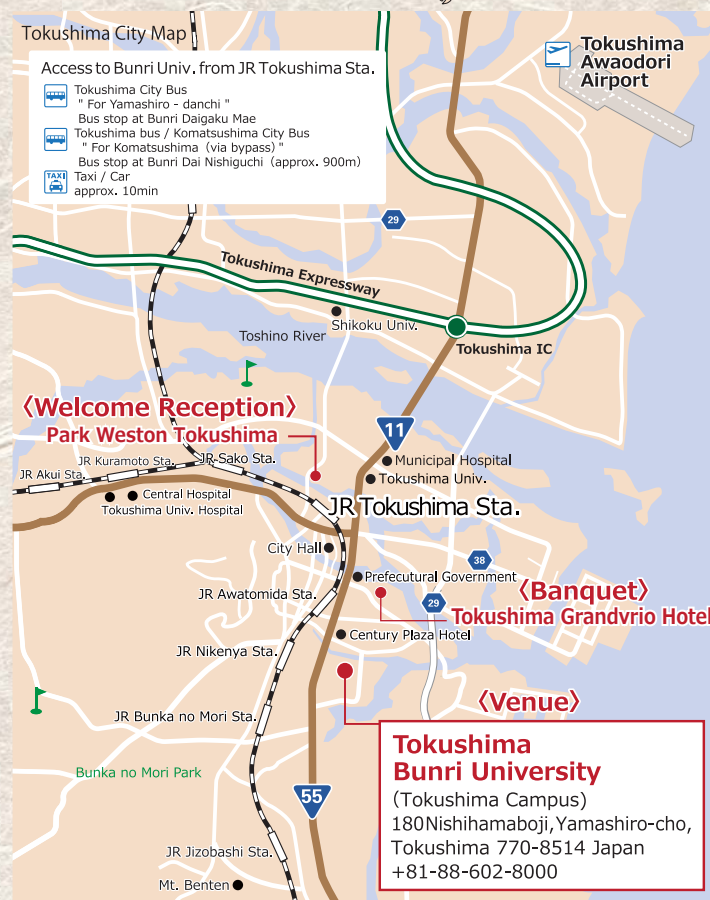 Tokushima City Map
Access to Bunri Univ. from JR Tokushima Sta.
Tokushima City Bus
" For Yamashiro - danchi "
Bus stop at Bunri Daigaku Mae
Tokushima bus / Komatsushima City Bus
" For Komatsushima (via bypass) "
Bus stop at Bunri Dai Nishiguchi (approx. 900m)
TAXI
Taxi / Car
approx. 10min
Tokushima
Awaodori
Airport
29
Tokushima Expressway
Shikoku Univ.
Toshino River
Tokushima IC
〈Welcome Reception〉
Park Weston Tokushima
11
Municipal Hospital
Tokushima Univ.
JR Akui Sta.
JR Kuramoto Sta.
JR Sako Sta.
Central Hospital
Tokushima Univ. Hospital
JR Tokushima Sta.
City Hall
38
Prefecutural Government
〈Banquet〉
Tokushima Grandvrio Hotel
JR Awatomida Sta.
29
Century Plaza Hotel
JR Nikenya Sta.
〈Venue〉
JR Bunka no Mori Sta.
Tokushima
Bunri University
(Tokushima Campus)
180Nishihamaboji,Yamashiro-cho,
Tokushima 770-8514 Japan
+81-88-602-8000
Bunka no Mori Park
55
JR Jizobashi Sta.
Mt. Benten